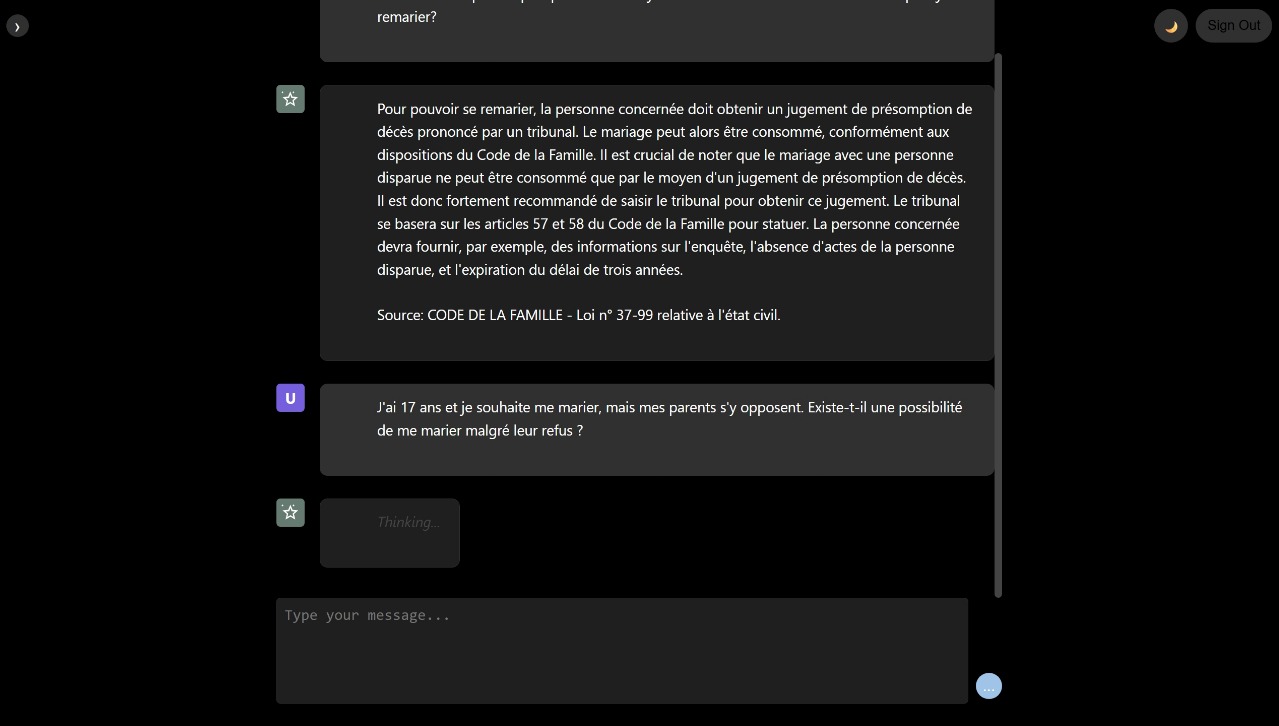 remarier?
Sign Out
Pour pouvoir se remarier, la personne concernée doit obtenir un jugement de présomption de
décès prononcé par un tribunal. Le mariage peut alors être consommé, conformément aux
dispositions du Code de la Famille. Il est crucial de noter que le mariage avec une personne
disparue ne peut être consommé que par le moyen d'un jugement de présomption de décès.
Il est donc fortement recommandé de saisir le tribunal pour obtenir ce jugement. Le tribunal
se basera sur les articles 57 et 58 du Code de la Famille pour statuer. La personne concernée
devra fournir, par exemple, des informations sur l'enquête, l'absence d'actes de la personne
disparue, et l'expiration du délai de trois années.
Source: CODE DE LA FAMILLE - Loi n° 37-99 relative à l'état civil.
U
J'ai 17 ans et je souhaite me marier, mais mes parents s'y opposent. Existe-t-il une possibilité
de me marier malgré leur refus ?
Thinking...
Type your message...
...